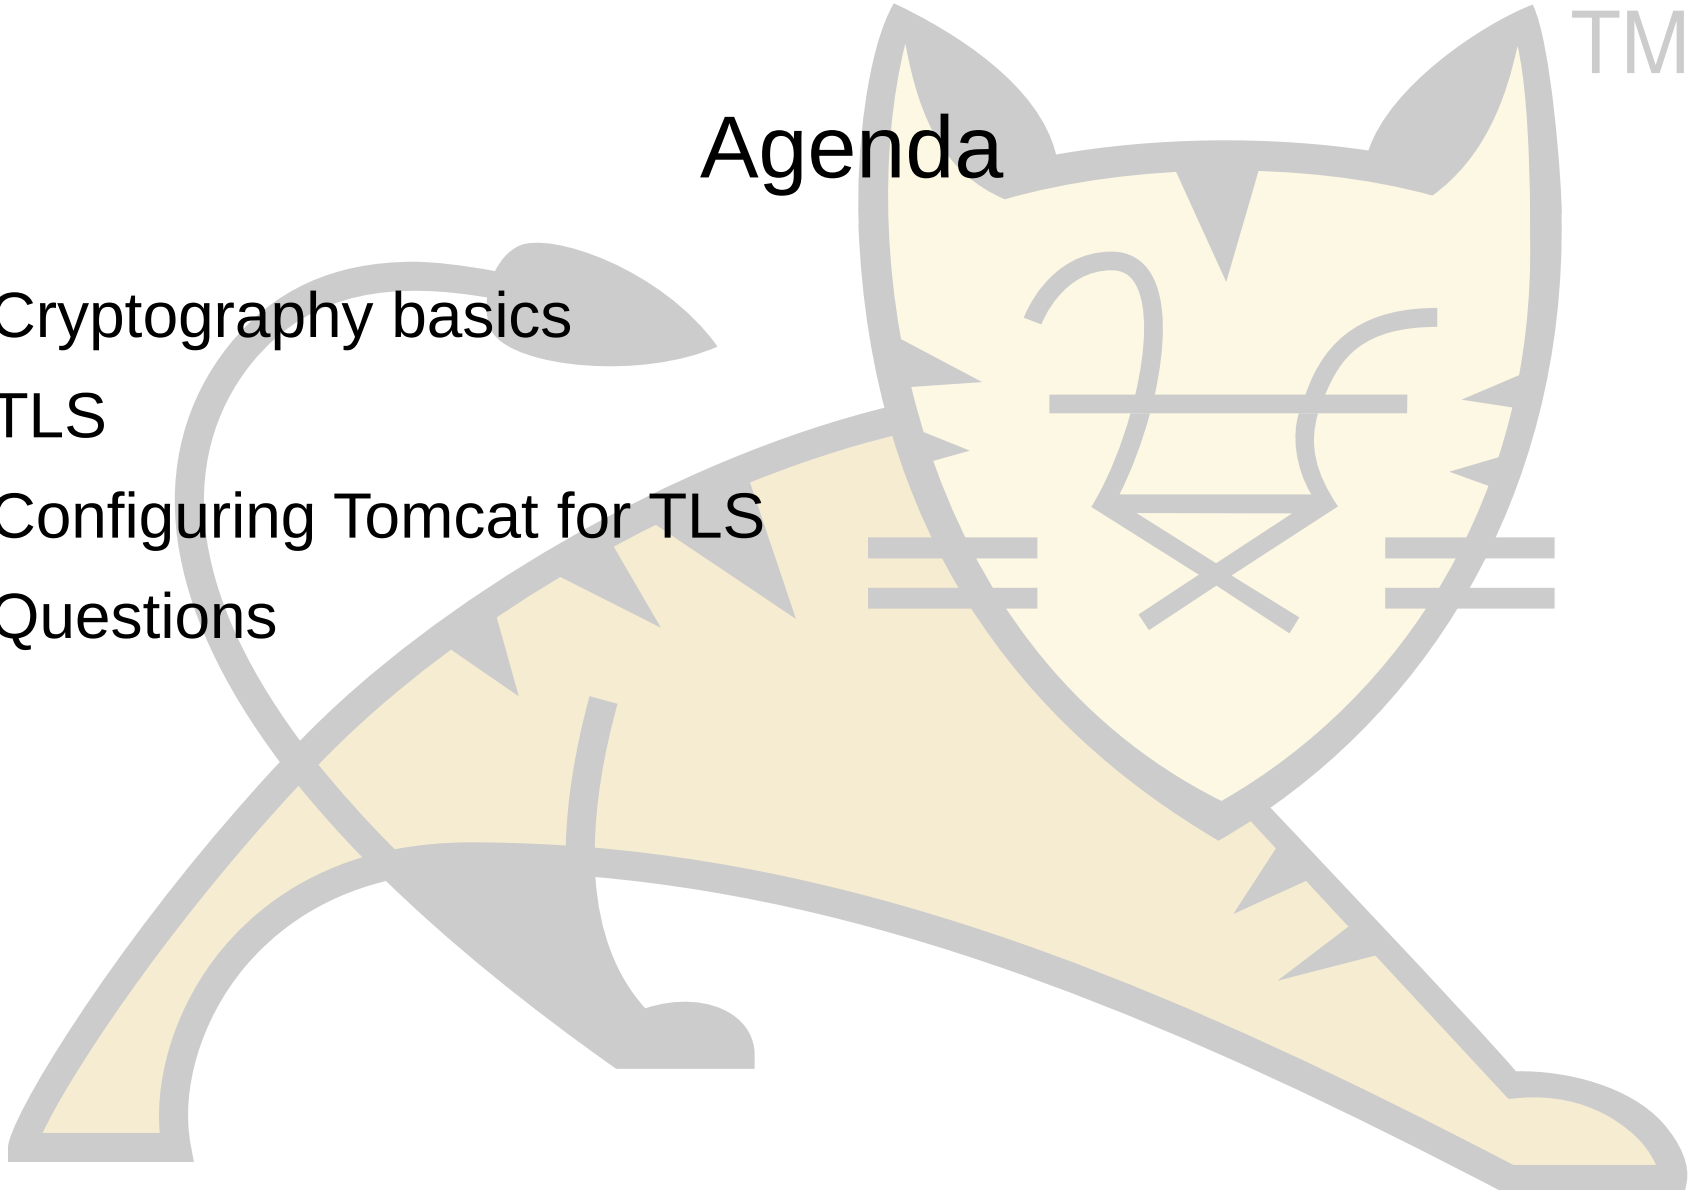 TM
Agenda
Cryptography basics
TLS
Configuring Tomcat for TLS
Questions